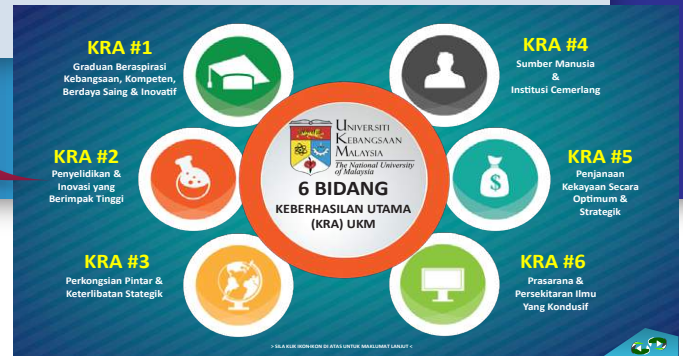 KRA #1
Graduan Beraspirasi
Kebangsaan, Kompeten,
Berdaya Saing & Inovatif
KRA #2
Penyelidikan &
Inovasi yang
Berimpak Tinggi
KRA #3
Perkongsian Pintar &
Keterlibatan Stategik
UNIVERSITI
KEBANGSAAN
MALAYSIA
The National University
of Malaysia
6 BIDANG
KEBERHASILAN UTAMA
(KRA) UKM
KRA #4
Sumber Manusia
&
Institusi Cemerlang
KRA #5
Penjanaan
Kekayaan Secara
Optimum &
Strategik
$
KRA #6
Prasarana &
Persekitaran Ilmu
Yang Kondusif
> SILA KLIK IKON-IKON DI ATAS UNTUK MAKLUMAT LANJUT <